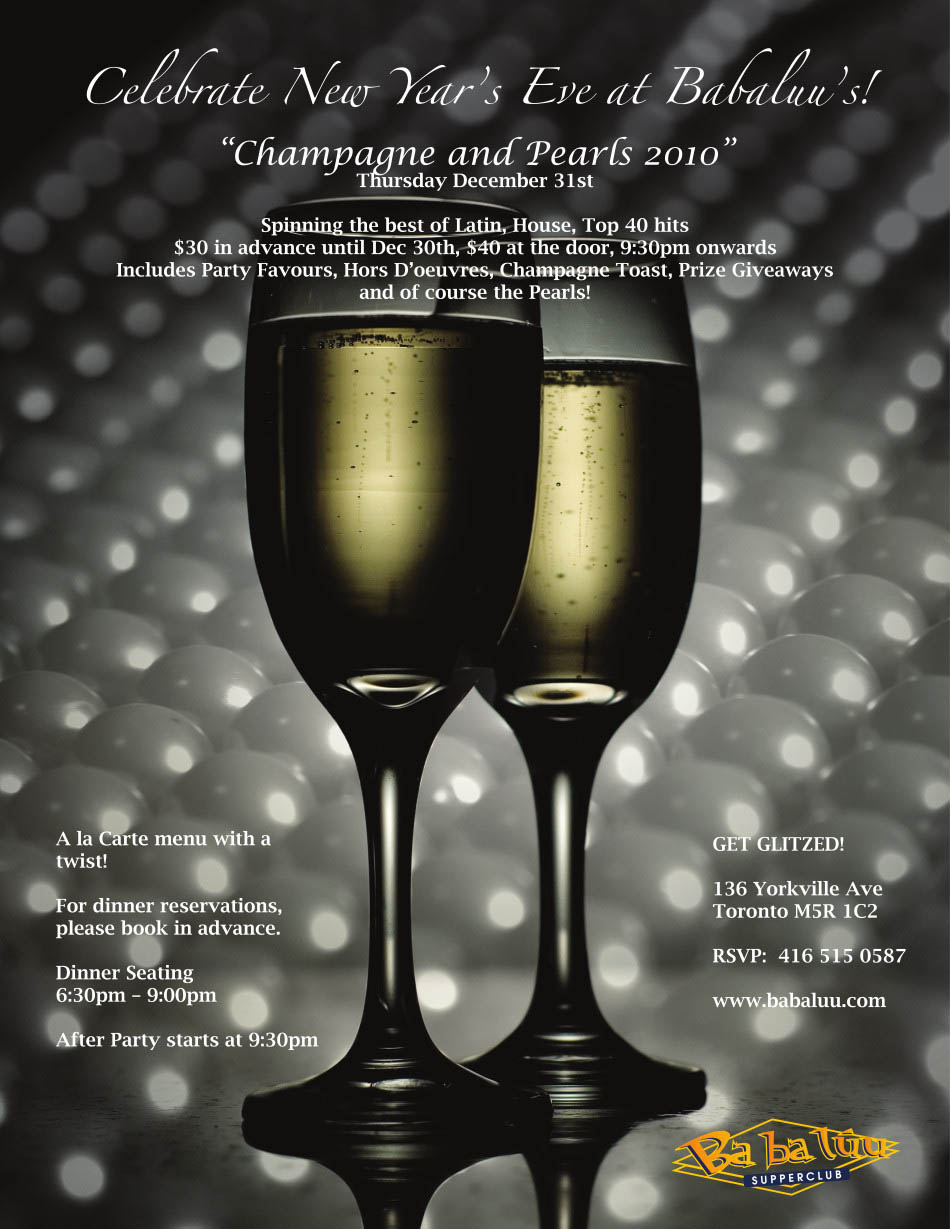 Celebrate New Year's Eve at Babaluu's!
“Champagne and Pearls 2010”
Thursday December 31st
Spinning the best of Latin, House, Top 40 hits
$30 in advance until Dec 30th, $40 at the door, 9:30pm onwards
Includes Party Favours, Hors D'oeuvres, Champagne Toast, Prize Giveaways
and of course the Pearls!
A la Carte menu with a
twist!
For dinner reservations,
please book in advance.
Dinner Seating
6:30pm – 9:00pm
After Party starts at 9:30pm
GET GLITZED!
136 Yorkville Ave
Toronto M5R 1C2
RSVP:  416 515 0587
www.babaluu.com
Ba ba lúu
SUPPERCLUB